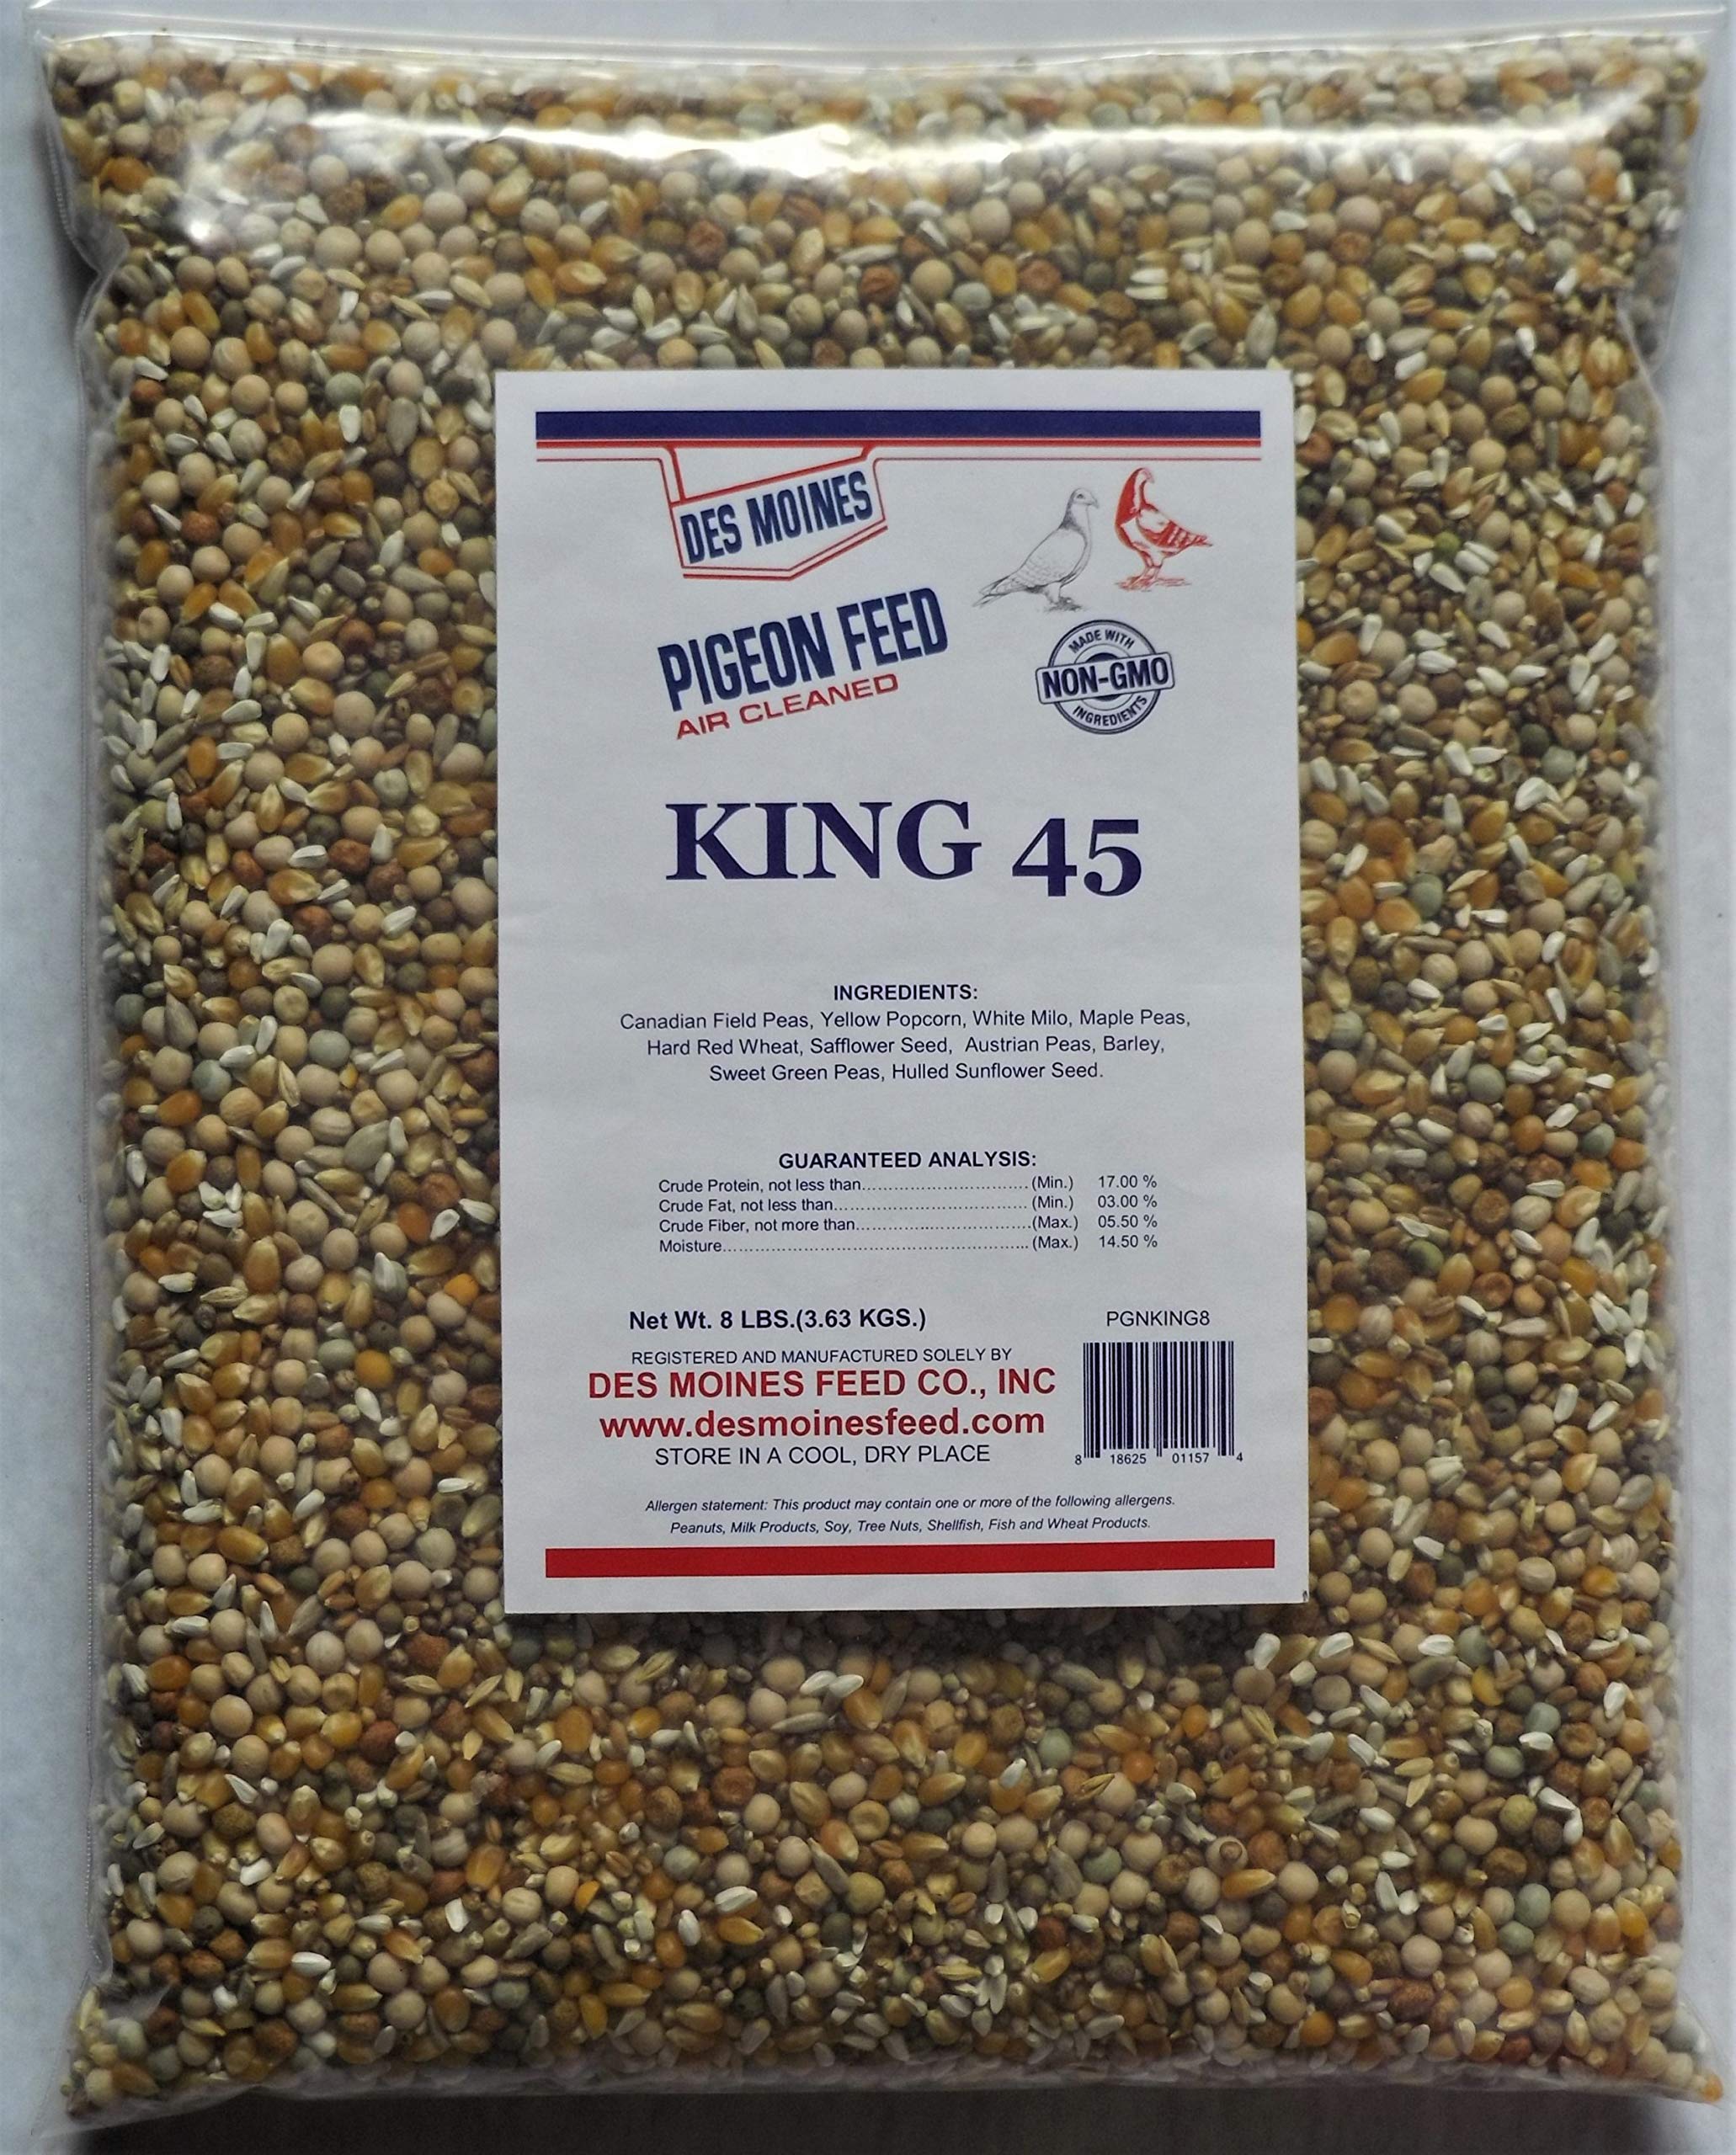 DES MOINES
PIGEON FEED
AIR CLEANED
MADE WITH
NON-GMO
INGREDIENTS
KING 45
INGREDIENTS:
Canadian Field Peas, Yellow Popcorn, White Milo, Maple Peas,
Hard Red Wheat, Safflower Seed, Austrian Peas, Barley,
Sweet Green Peas, Hulled Sunflower Seed.
GUARANTEED ANALYSIS:
Crude Protein, not less than.............................(Min.) 17.00 %
Crude Fat, not less than..................................(Min.) 03.00 %
Crude Fiber, not more than..............................(Max.) 05.50 %
Moisture.....................................................(Max.) 14.50 %
Net Wt. 8 LBS.(3.63 KGS.)
PGNKING8
REGISTERED AND MANUFACTURED SOLELY BY
DES MOINES FEED CO., INC
www.desmoinesfeed.com
STORE IN A COOL, DRY PLACE
8 18625 01157 4
Allergen statement: This product may contain one or more of the following allergens.
Peanuts, Milk Products, Soy, Tree Nuts, Shellfish, Fish and Wheat Products.